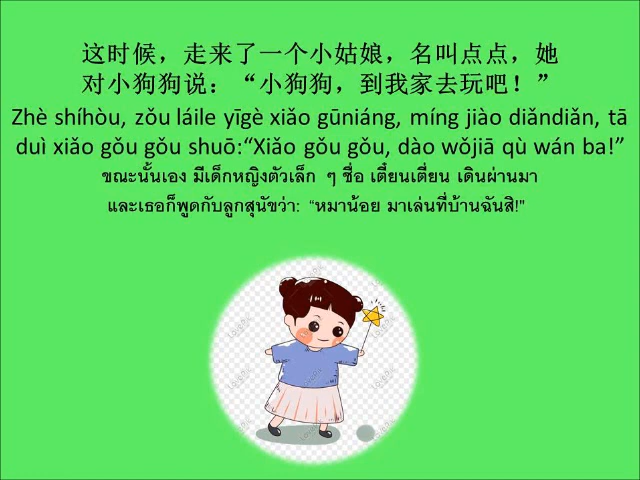 这时候，走来了一个小姑娘，名叫点点，她
对小狗狗说：“小狗狗，到我家去玩吧！”
Zhè shíhòu, zǒu láile yīgè xiǎo gūniáng, míng jiào diǎndiǎn, tā
duì xiǎo gǒu gǒu shuō:“Xiǎo gǒu gǒu, dào wǒjiā qù wán ba!”
ขณะนั้นเอง มีเด็กหญิงตัวเล็ก ๆ ชื่อ เตี๋ยนเตี่ยน เดินผ่านมา
และเธอก็พูดกับลูกสุนัขว่า: “หมาน้อย มาเล่นที่บ้านฉันสิ!"